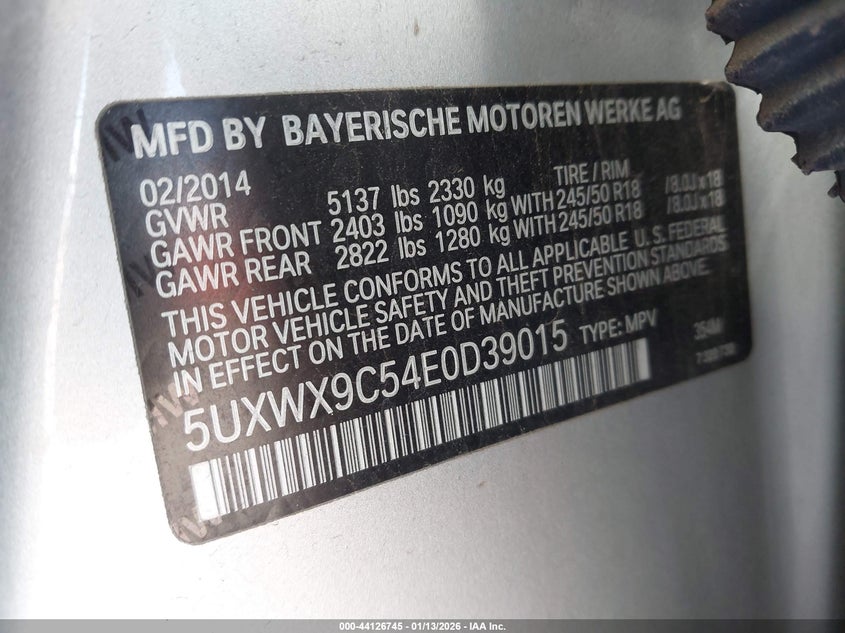 MFD BY BAYERISCHE MOTOREN WERKE AG
02/2014 TIRE / RIM
GVWR 5137 lbs 2330 kg
GAWR FRONT 2403 lbs 1090 kg WITH 245/50 R18 /8.0J x 18
GAWR REAR 2822 lbs 1280 kg WITH 245/50 R18 /8.0J x 18
THIS VEHICLE CONFORMS TO ALL APPLICABLE U.S. FEDERAL
MOTOR VEHICLE SAFETY AND THEFT PREVENTION STANDARDS
IN EFFECT ON THE DATE OF MANUFACTURE SHOWN ABOVE.
5UXWX9C54E0D39015 TYPE: MPV 354M
000-44126745 - 01/13/2026 - IAA Inc.